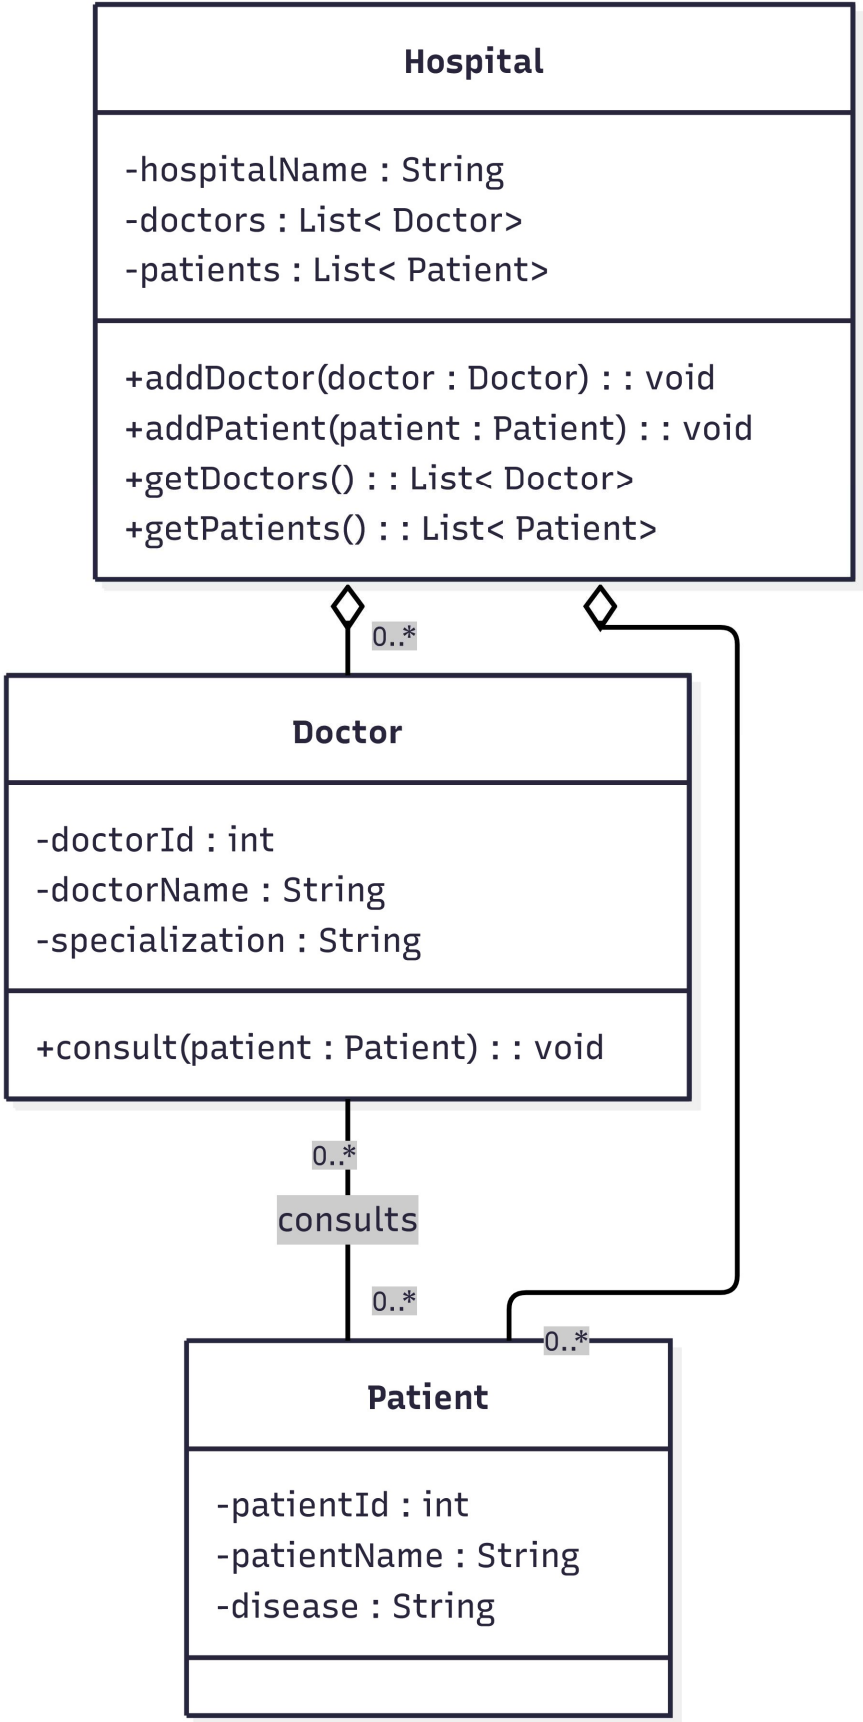 Hospital
-hospitalName : String
-doctors : List< Doctor>
-patients : List< Patient>
+addDoctor(doctor : Doctor) : : void
+addPatient(patient : Patient) : : void
+getDoctors() : : List< Doctor>
+getPatients() : : List< Patient>
0..*
Doctor
-doctorId : int
-doctorName : String
-specialization : String
+consult(patient : Patient) : : void
0..*
consults
0..*
0..*
Patient
-patientId : int
-patientName : String
-disease : String